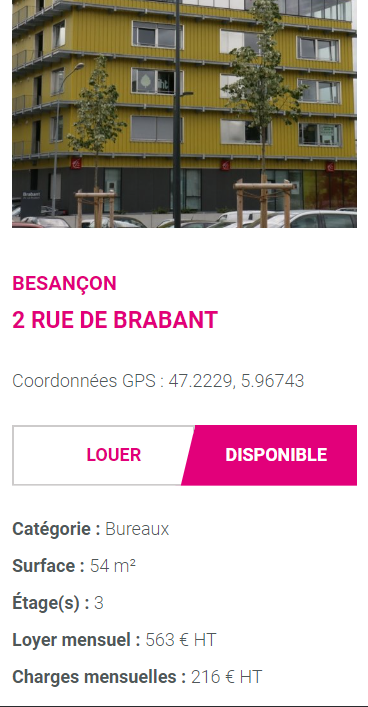 Brabant
BESANÇON
2 RUE DE BRABANT
Coordonnées GPS : 47.2229, 5.96743
LOUER
DISPONIBLE
Catégorie : Bureaux
Surface : 54 m²
Étage(s) : 3
Loyer mensuel : 563 € HT
Charges mensuelles : 216 € HT